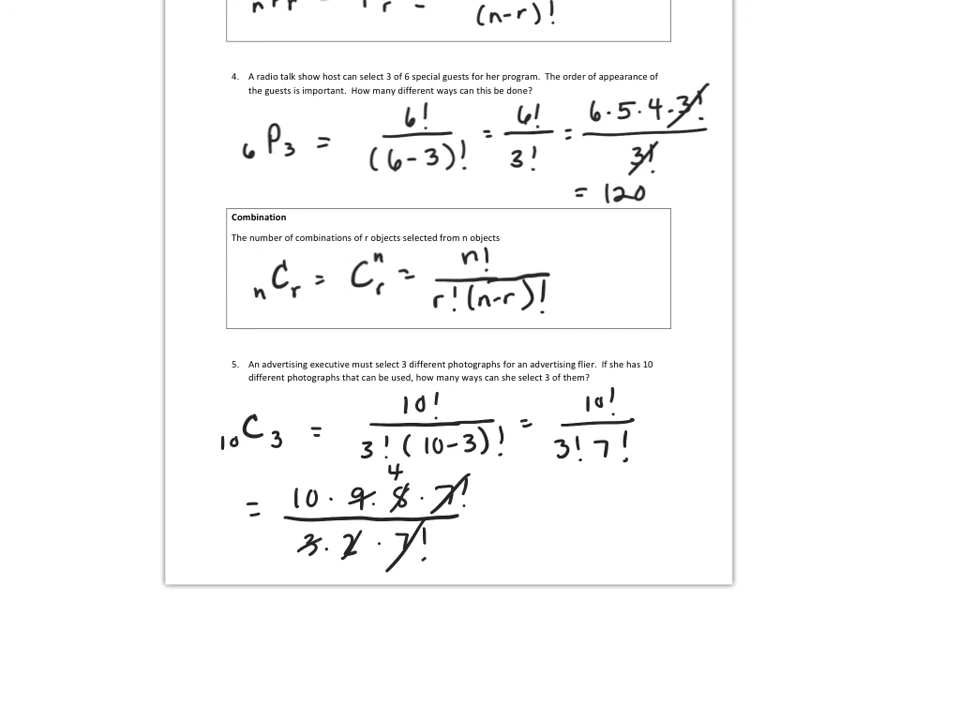 nPr = Pr = (n-r)!
4. A radio talk show host can select 3 of 6 special guests for her program. The order of appearance of
the guests is important. How many different ways can this be done?
6P3 = 6! / (6-3)! = 6! / 3! = 6·5·4·3! / 3!
= 120
Combination
The number of combinations of r objects selected from n objects
nCr = C^n_r = n! / r!(n-r)!
5. An advertising executive must select 3 different photographs for an advertising flier. If she has 10
different photographs that can be used, how many ways can she select 3 of them?
10C3 = 10! / 3!(10-3)! = 10! / 3!7!
4
= 10·9·8·7! / 3·2·7!